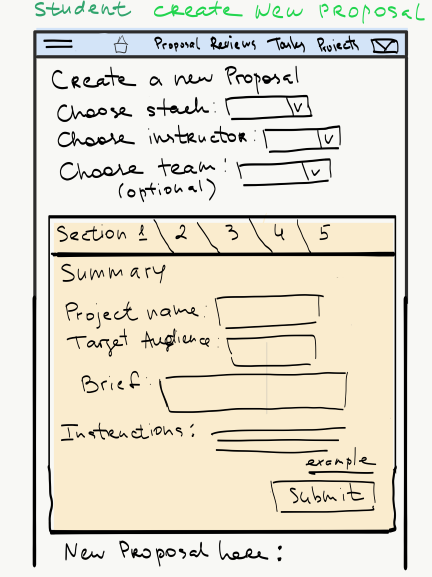 Student create new Proposal
Proposal Reviews Tasks Projects
Create a new Proposal
Choose stack:
Choose instructor:
Choose team:
(optional)
Section 1 2 3 4 5
Summary
Project name:
Target Audience:
Brief:
Instructions:
example
Submit
New Proposal here: